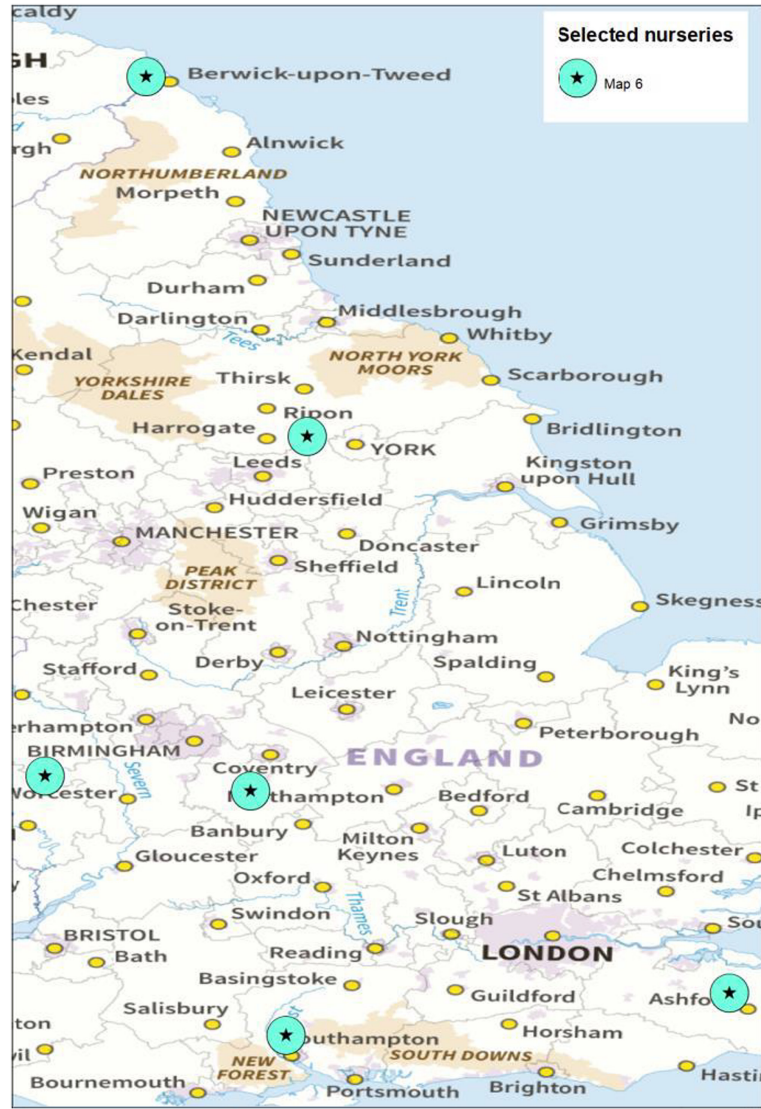 caldy
Selected nurseries
Map 6
GH
Berwick-upon-Tweed
bles
rgh
Alnwick
NORTHUMBERLAND
Morpeth
NEWCASTLE
UPON TYNE
Sunderland
Durham
Middlesbrough
Darlington
Tees
Whitby
Kendal
NORTH YORK
MOORS
YORKSHIRE
DALES
Thirsk
Scarborough
Ripon
Harrogate
Bridlington
YORK
Leeds
Kingston
upon Hull
Preston
Huddersfield
Wigan
MANCHESTER
Grimsby
Doncaster
PEAK
DISTRICT
Sheffield
Lincoln
Trent
Chester
Skegness
Stoke-
on-Trent
Nottingham
Derby
Spalding
Stafford
King's
Lynn
Leicester
No
erhampton
Peterborough
BIRMINGHAM
ENGLAND
Coventry
Severn
St
Worcester
thampton
Bedford
Cambridge
Ip
Banbury
Milton
Keynes
Colchester
Gloucester
Luton
Chelmsford
Oxford
St Albans
Thames
Swindon
Slough
Sou
BRISTOL
Reading
LONDON
Bath
Basingstoke
Guildford
Ashfo
Salisbury
ton
Horsham
outhampton
vil
NEW
FOREST
SOUTH DOWNS
Hastin
Bournemouth
Portsmouth
Brighton